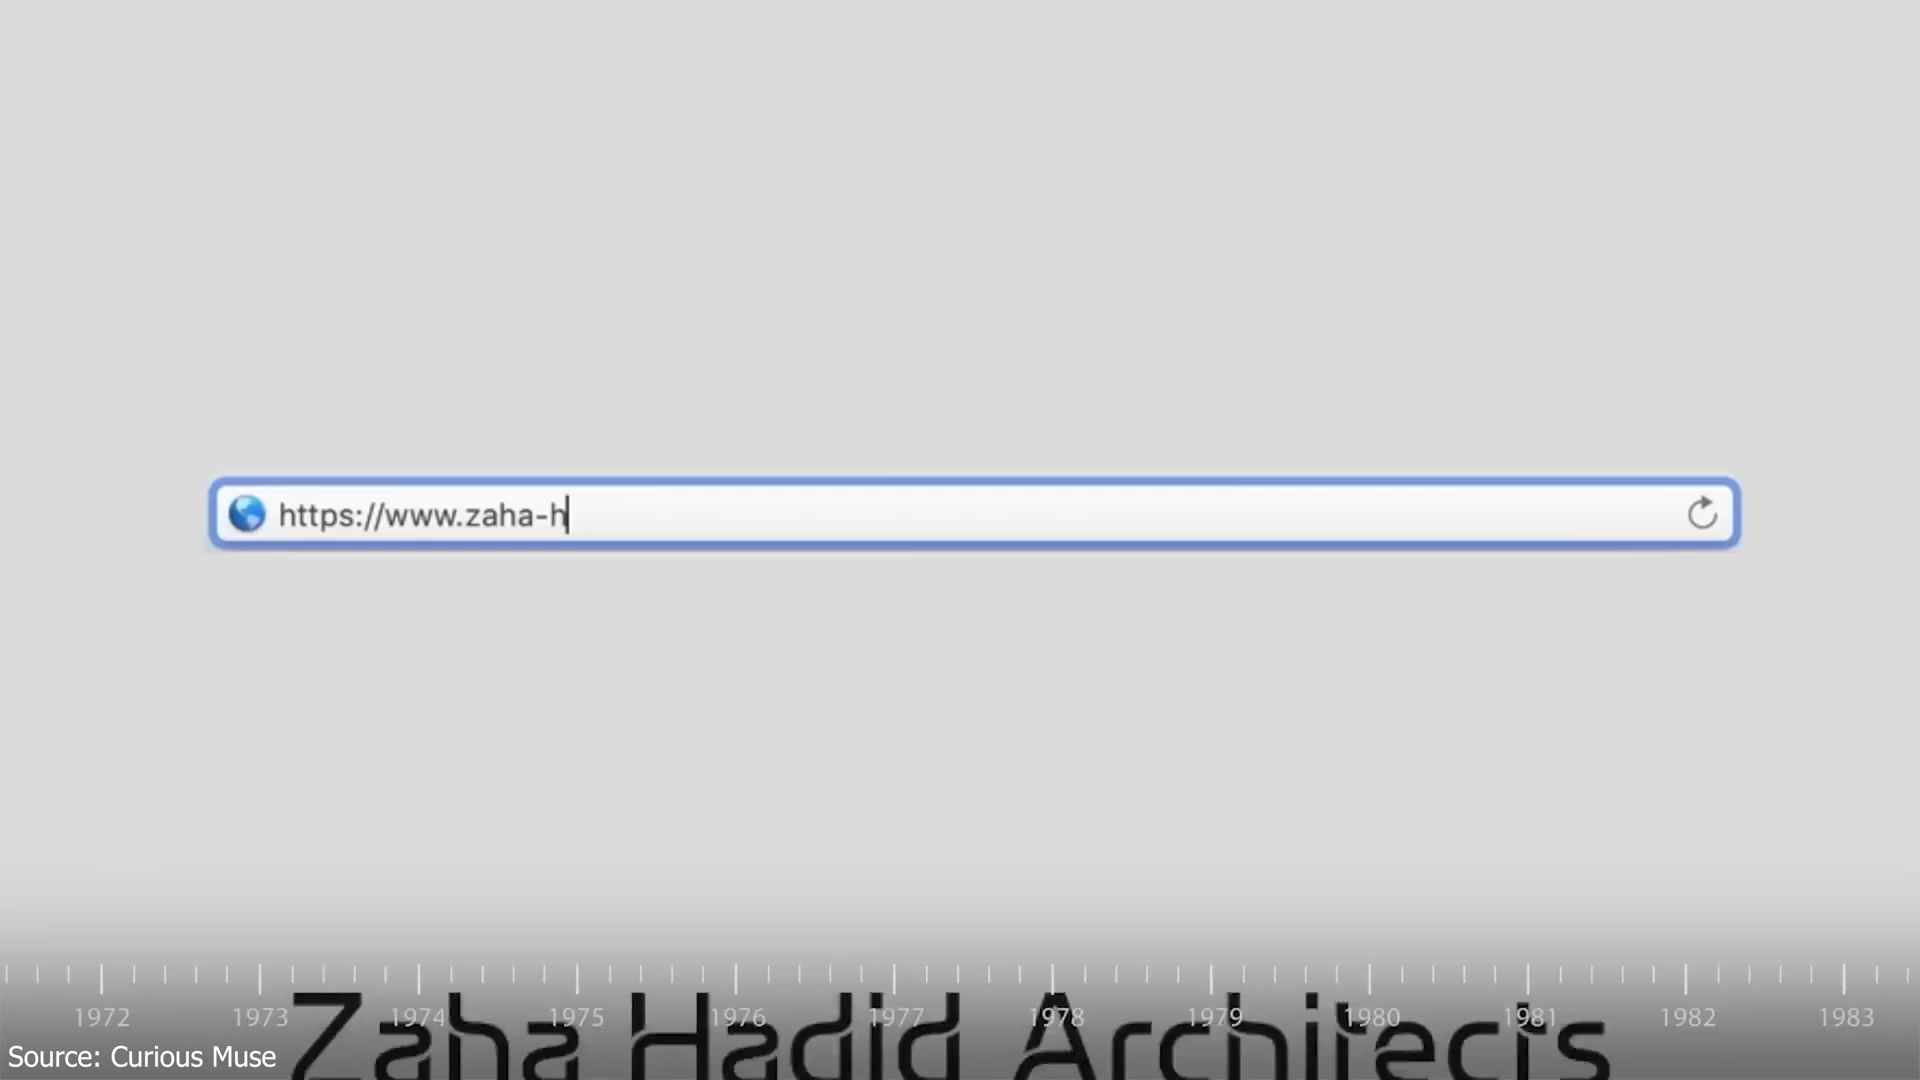 https://www.zaha-h
1972 1973 1974 1975 1976 1977 1978 1979 1980 1981 1982 1983
Zaha Hadid Architects
Source: Curious Muse